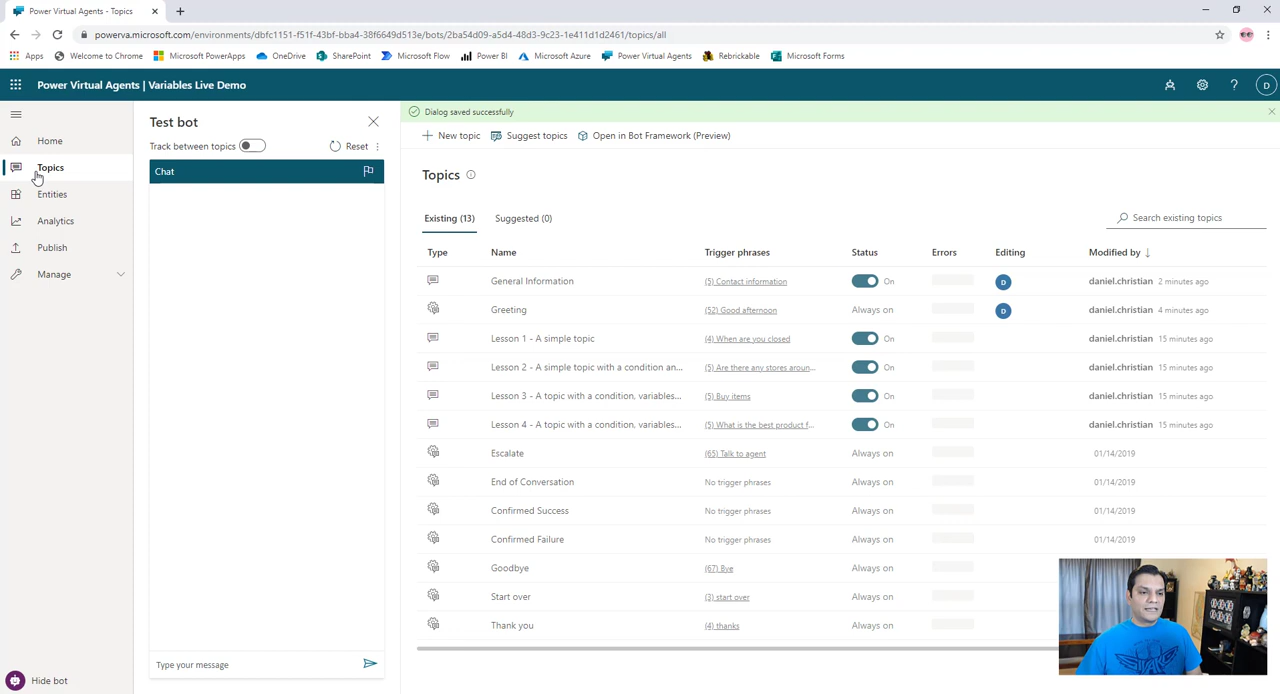 Power Virtual Agents - Topics
powerva.microsoft.com/environments/dbfc1151-f51f-43bf-bba4-38f6649d513e/bots/2ba54d09-a5d4-48d3-9c23-1e411d1d2461/topics/all
Apps Welcome to Chrome Microsoft PowerApps OneDrive SharePoint Microsoft Flow Power BI Microsoft Azure Power Virtual Agents Rebrickable Microsoft Forms
Power Virtual Agents | Variables Live Demo
D
Home
Topics
Entities
Analytics
Publish
Manage
Hide bot
Test bot
Track between topics Reset
Chat
Type your message
Dialog saved successfully
New topic Suggest topics Open in Bot Framework (Preview)
Topics
Existing (13) Suggested (0) Search existing topics
Type Name Trigger phrases Status Errors Editing Modified by ↓
General Information (5) Contact information On D daniel.christian 2 minutes ago
Greeting (52) Good afternoon Always on D daniel.christian 4 minutes ago
Lesson 1 - A simple topic (4) When are you closed On daniel.christian 15 minutes ago
Lesson 2 - A simple topic with a condition an... (5) Are there any stores aroun... On daniel.christian 15 minutes ago
Lesson 3 - A topic with a condition, variables... (5) Buy items On daniel.christian 15 minutes ago
Lesson 4 - A topic with a condition, variables... (5) What is the best product f... On daniel.christian 15 minutes ago
Escalate (65) Talk to agent Always on 01/14/2019
End of Conversation No trigger phrases Always on 01/14/2019
Confirmed Success No trigger phrases Always on 01/14/2019
Confirmed Failure No trigger phrases Always on 01/14/2019
Goodbye (67) Bye Always on
Start over (3) start over Always on
Thank you (4) thanks Always on